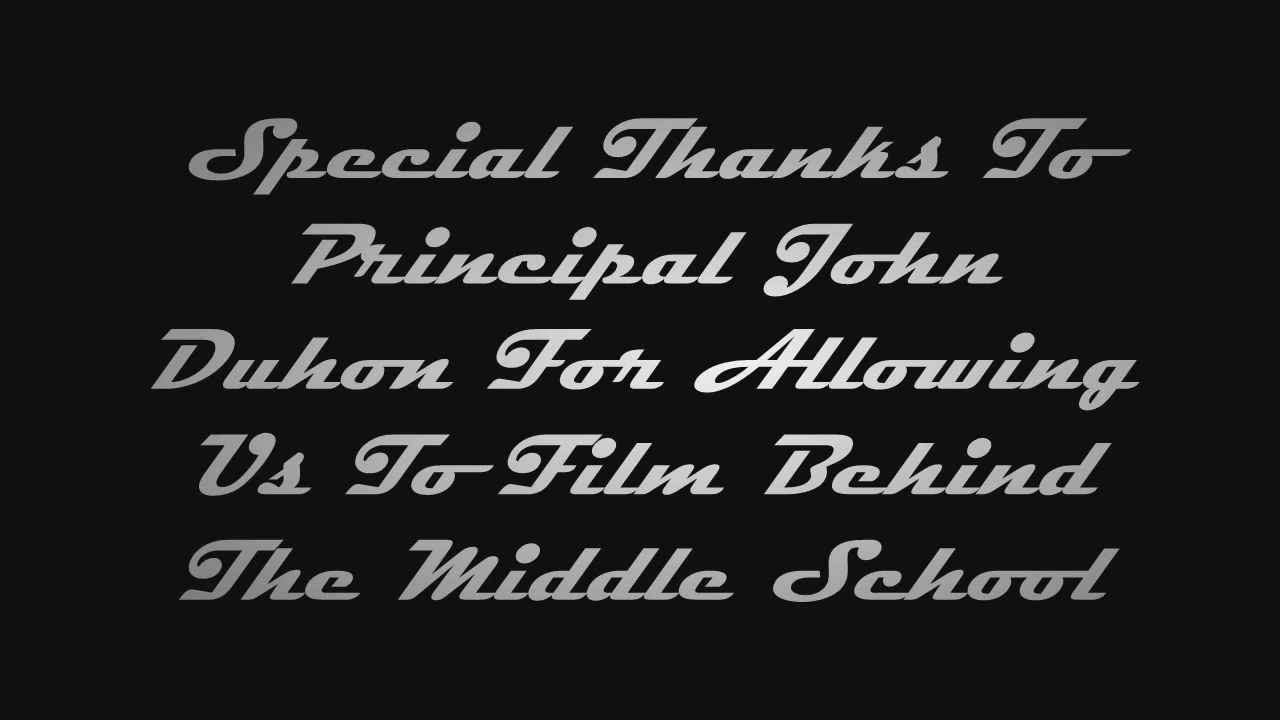 Special Thanks To
Principal John
Duhon For Allowing
Us To Film Behind
The Middle School